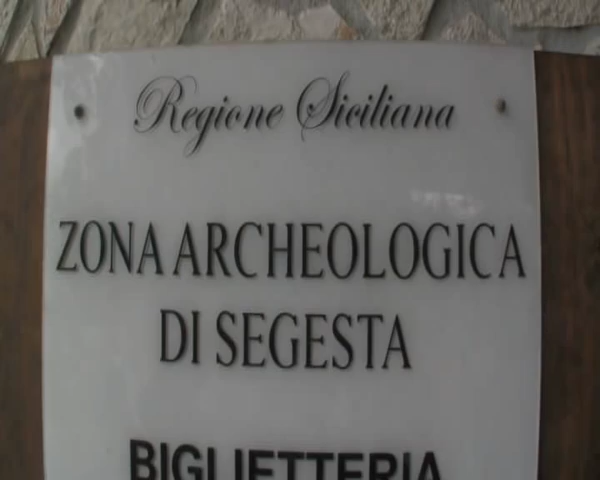 Regione Siciliana
ZONA ARCHEOLOGICA
DI SEGESTA
BIGLIETTERIA